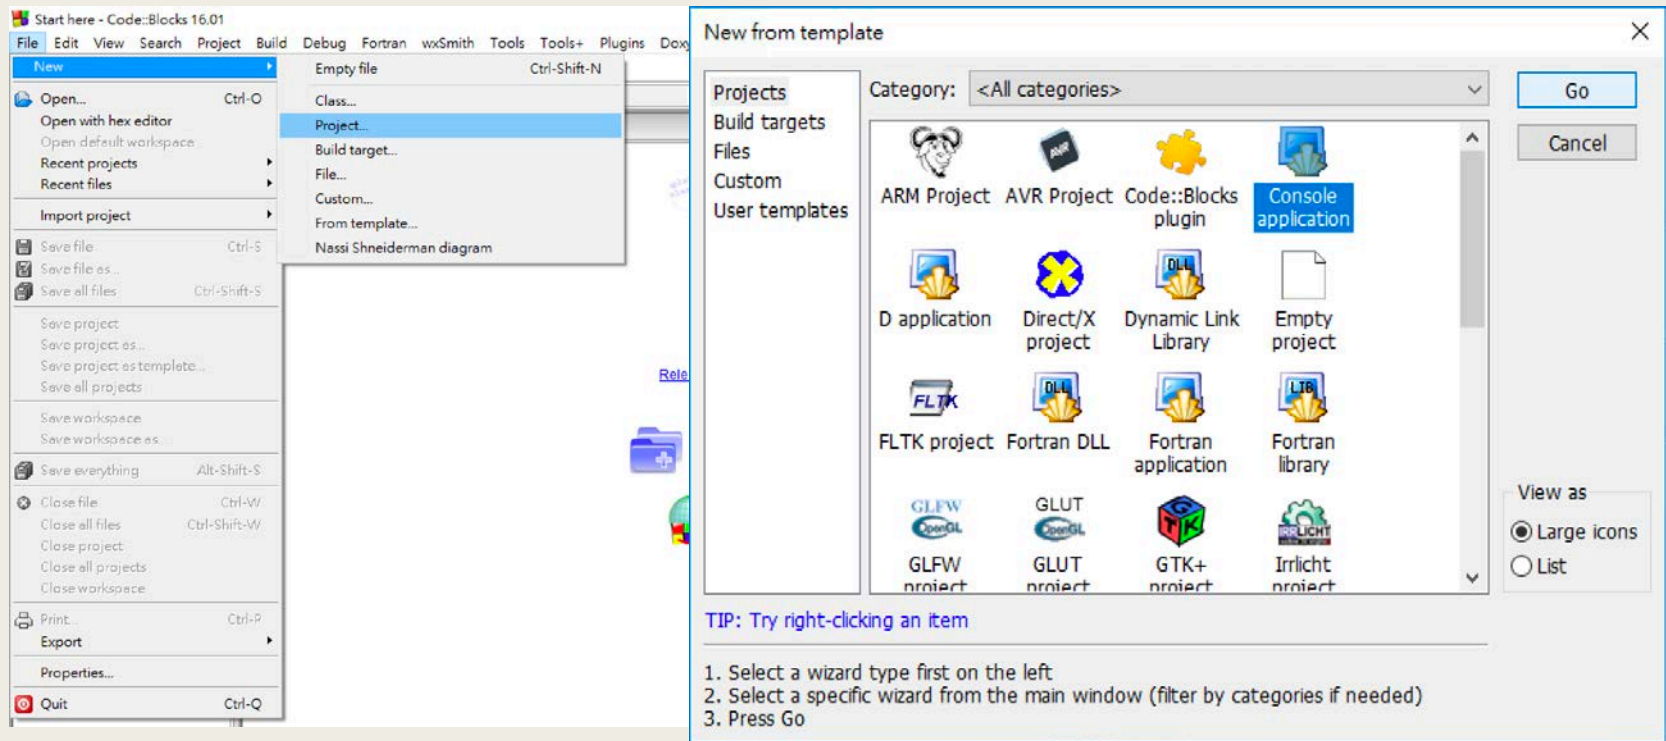 Start here - Code::Blocks 16.01
File Edit View Search Project Build Debug Fortran wxSmith Tools Tools+ Plugins Doxy
New
Open... Ctrl-O
Open with hex editor
Open default workspace
Recent projects
Recent files
Import project
Save file Ctrl-S
Save file as...
Save all files Ctrl-Shift-S
Save project
Save project as...
Save project as template...
Save all projects
Save workspace
Save workspace as...
Save everything Alt-Shift-S
Close file Ctrl-W
Close all files Ctrl-Shift-W
Close project
Close all projects
Close workspace
Print... Ctrl-P
Export
Properties...
Quit Ctrl-Q
Empty file Ctrl-Shift-N
Class...
Project...
Build target...
File...
Custom...
From template...
Nassi Shneiderman diagram
Rele
New from template
Projects
Build targets
Files
Custom
User templates
Category: <All categories>
ARM Project AVR Project Code::Blocks Console
plugin application
D application Direct/X Dynamic Link Empty
project Library project
FLTK project Fortran DLL Fortran Fortran
application library
GLFW GLUT GTK+ Irrlicht
project project project project
Go
Cancel
View as
Large icons
List
TIP: Try right-clicking an item
1. Select a wizard type first on the left
2. Select a specific wizard from the main window (filter by categories if needed)
3. Press Go